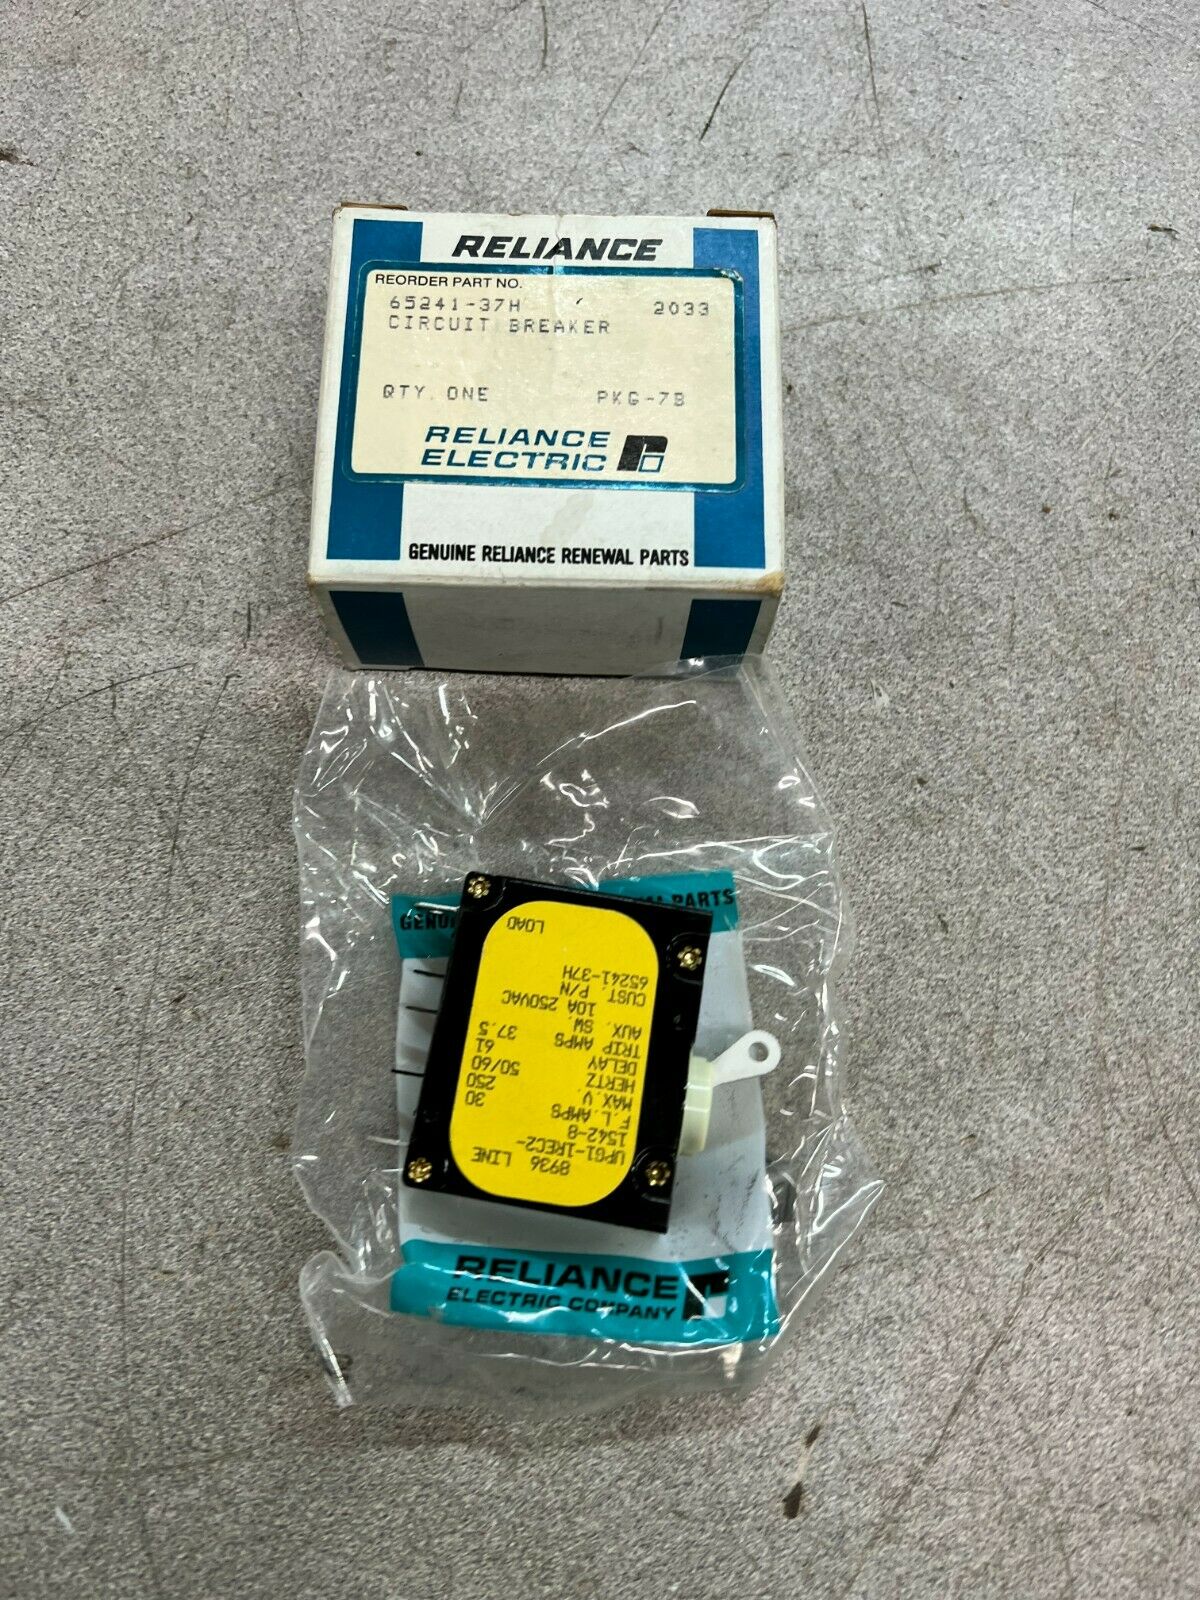 RELIANCE
REORDER PART NO.
65241-37H 2033
CIRCUIT BREAKER
QTY. ONE PKG-7B
RELIANCE
ELECTRIC
GENUINE RELIANCE RENEWAL PARTS
GENUI PARTS
8936 LINE
UPG1-1REC2-
1542-8
F.L.AMPS 30
MAX.V. 250
HERTZ 50/60
DELAY 61
TRIP AMPS 37.5
AUX. SW.
10A 250VAC
CUST. P/N
65241-37H
LOAD
RELIANCE
ELECTRIC COMPANY